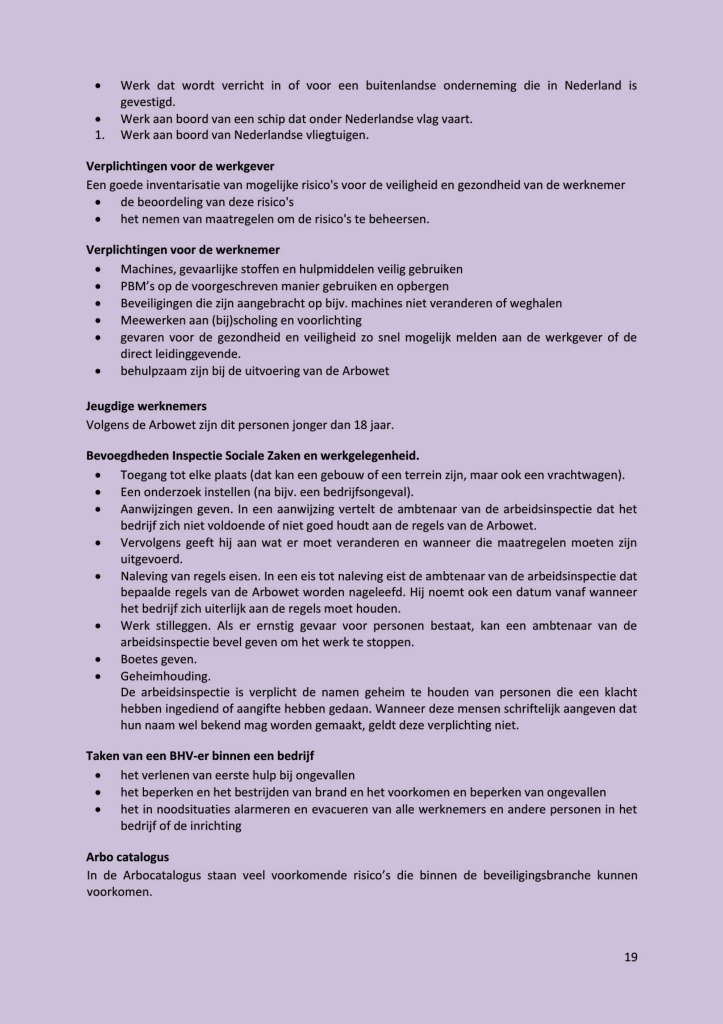 • Werk dat wordt verricht in of voor een buitenlandse onderneming die in Nederland is
gevestigd.
• Werk aan boord van een schip dat onder Nederlandse vlag vaart.
1. Werk aan boord van Nederlandse vliegtuigen.
Verplichtingen voor de werkgever
Een goede inventarisatie van mogelijke risico's voor de veiligheid en gezondheid van de werknemer
• de beoordeling van deze risico's
• het nemen van maatregelen om de risico's te beheersen.
Verplichtingen voor de werknemer
• Machines, gevaarlijke stoffen en hulpmiddelen veilig gebruiken
• PBM’s op de voorgeschreven manier gebruiken en opbergen
• Beveiligingen die zijn aangebracht op bijv. machines niet veranderen of weghalen
• Meewerken aan (bij)scholing en voorlichting
• gevaren voor de gezondheid en veiligheid zo snel mogelijk melden aan de werkgever of de
direct leidinggevende.
• behulpzaam zijn bij de uitvoering van de Arbowet
Jeugdige werknemers
Volgens de Arbowet zijn dit personen jonger dan 18 jaar.
Bevoegdheden Inspectie Sociale Zaken en werkgelegenheid.
• Toegang tot elke plaats (dat kan een gebouw of een terrein zijn, maar ook een vrachtwagen).
• Een onderzoek instellen (na bijv. een bedrijfsongeval).
• Aanwijzingen geven. In een aanwijzing vertelt de ambtenaar van de arbeidsinspectie dat het
bedrijf zich niet voldoende of niet goed houdt aan de regels van de Arbowet.
• Vervolgens geeft hij aan wat er moet veranderen en wanneer die maatregelen moeten zijn
uitgevoerd.
• Naleving van regels eisen. In een eis tot naleving eist de ambtenaar van de arbeidsinspectie dat
bepaalde regels van de Arbowet worden nageleefd. Hij noemt ook een datum vanaf wanneer
het bedrijf zich uiterlijk aan de regels moet houden.
• Werk stilleggen. Als er ernstig gevaar voor personen bestaat, kan een ambtenaar van de
arbeidsinspectie bevel geven om het werk te stoppen.
• Boetes geven.
• Geheimhouding.
De arbeidsinspectie is verplicht de namen geheim te houden van personen die een klacht
hebben ingediend of aangifte hebben gedaan. Wanneer deze mensen schriftelijk aangeven dat
hun naam wel bekend mag worden gemaakt, geldt deze verplichting niet.
Taken van een BHV-er binnen een bedrijf
• het verlenen van eerste hulp bij ongevallen
• het beperken en het bestrijden van brand en het voorkomen en beperken van ongevallen
• het in noodsituaties alarmeren en evacueren van alle werknemers en andere personen in het
bedrijf of de inrichting
Arbo catalogus
In de Arbocatalogus staan veel voorkomende risico’s die binnen de beveiligingsbranche kunnen
voorkomen.
19